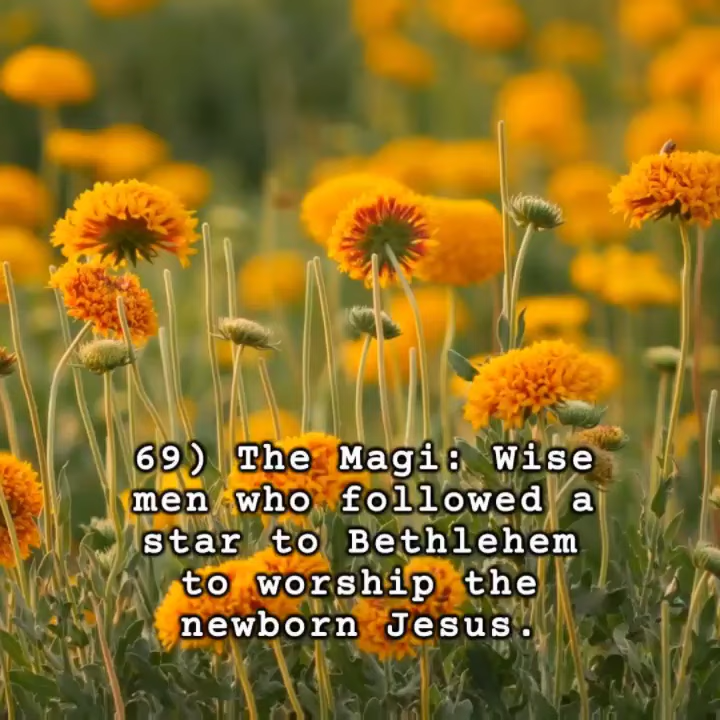 69) The Magi: Wise
men who followed a
star to Bethlehem
to worship the
newborn Jesus.